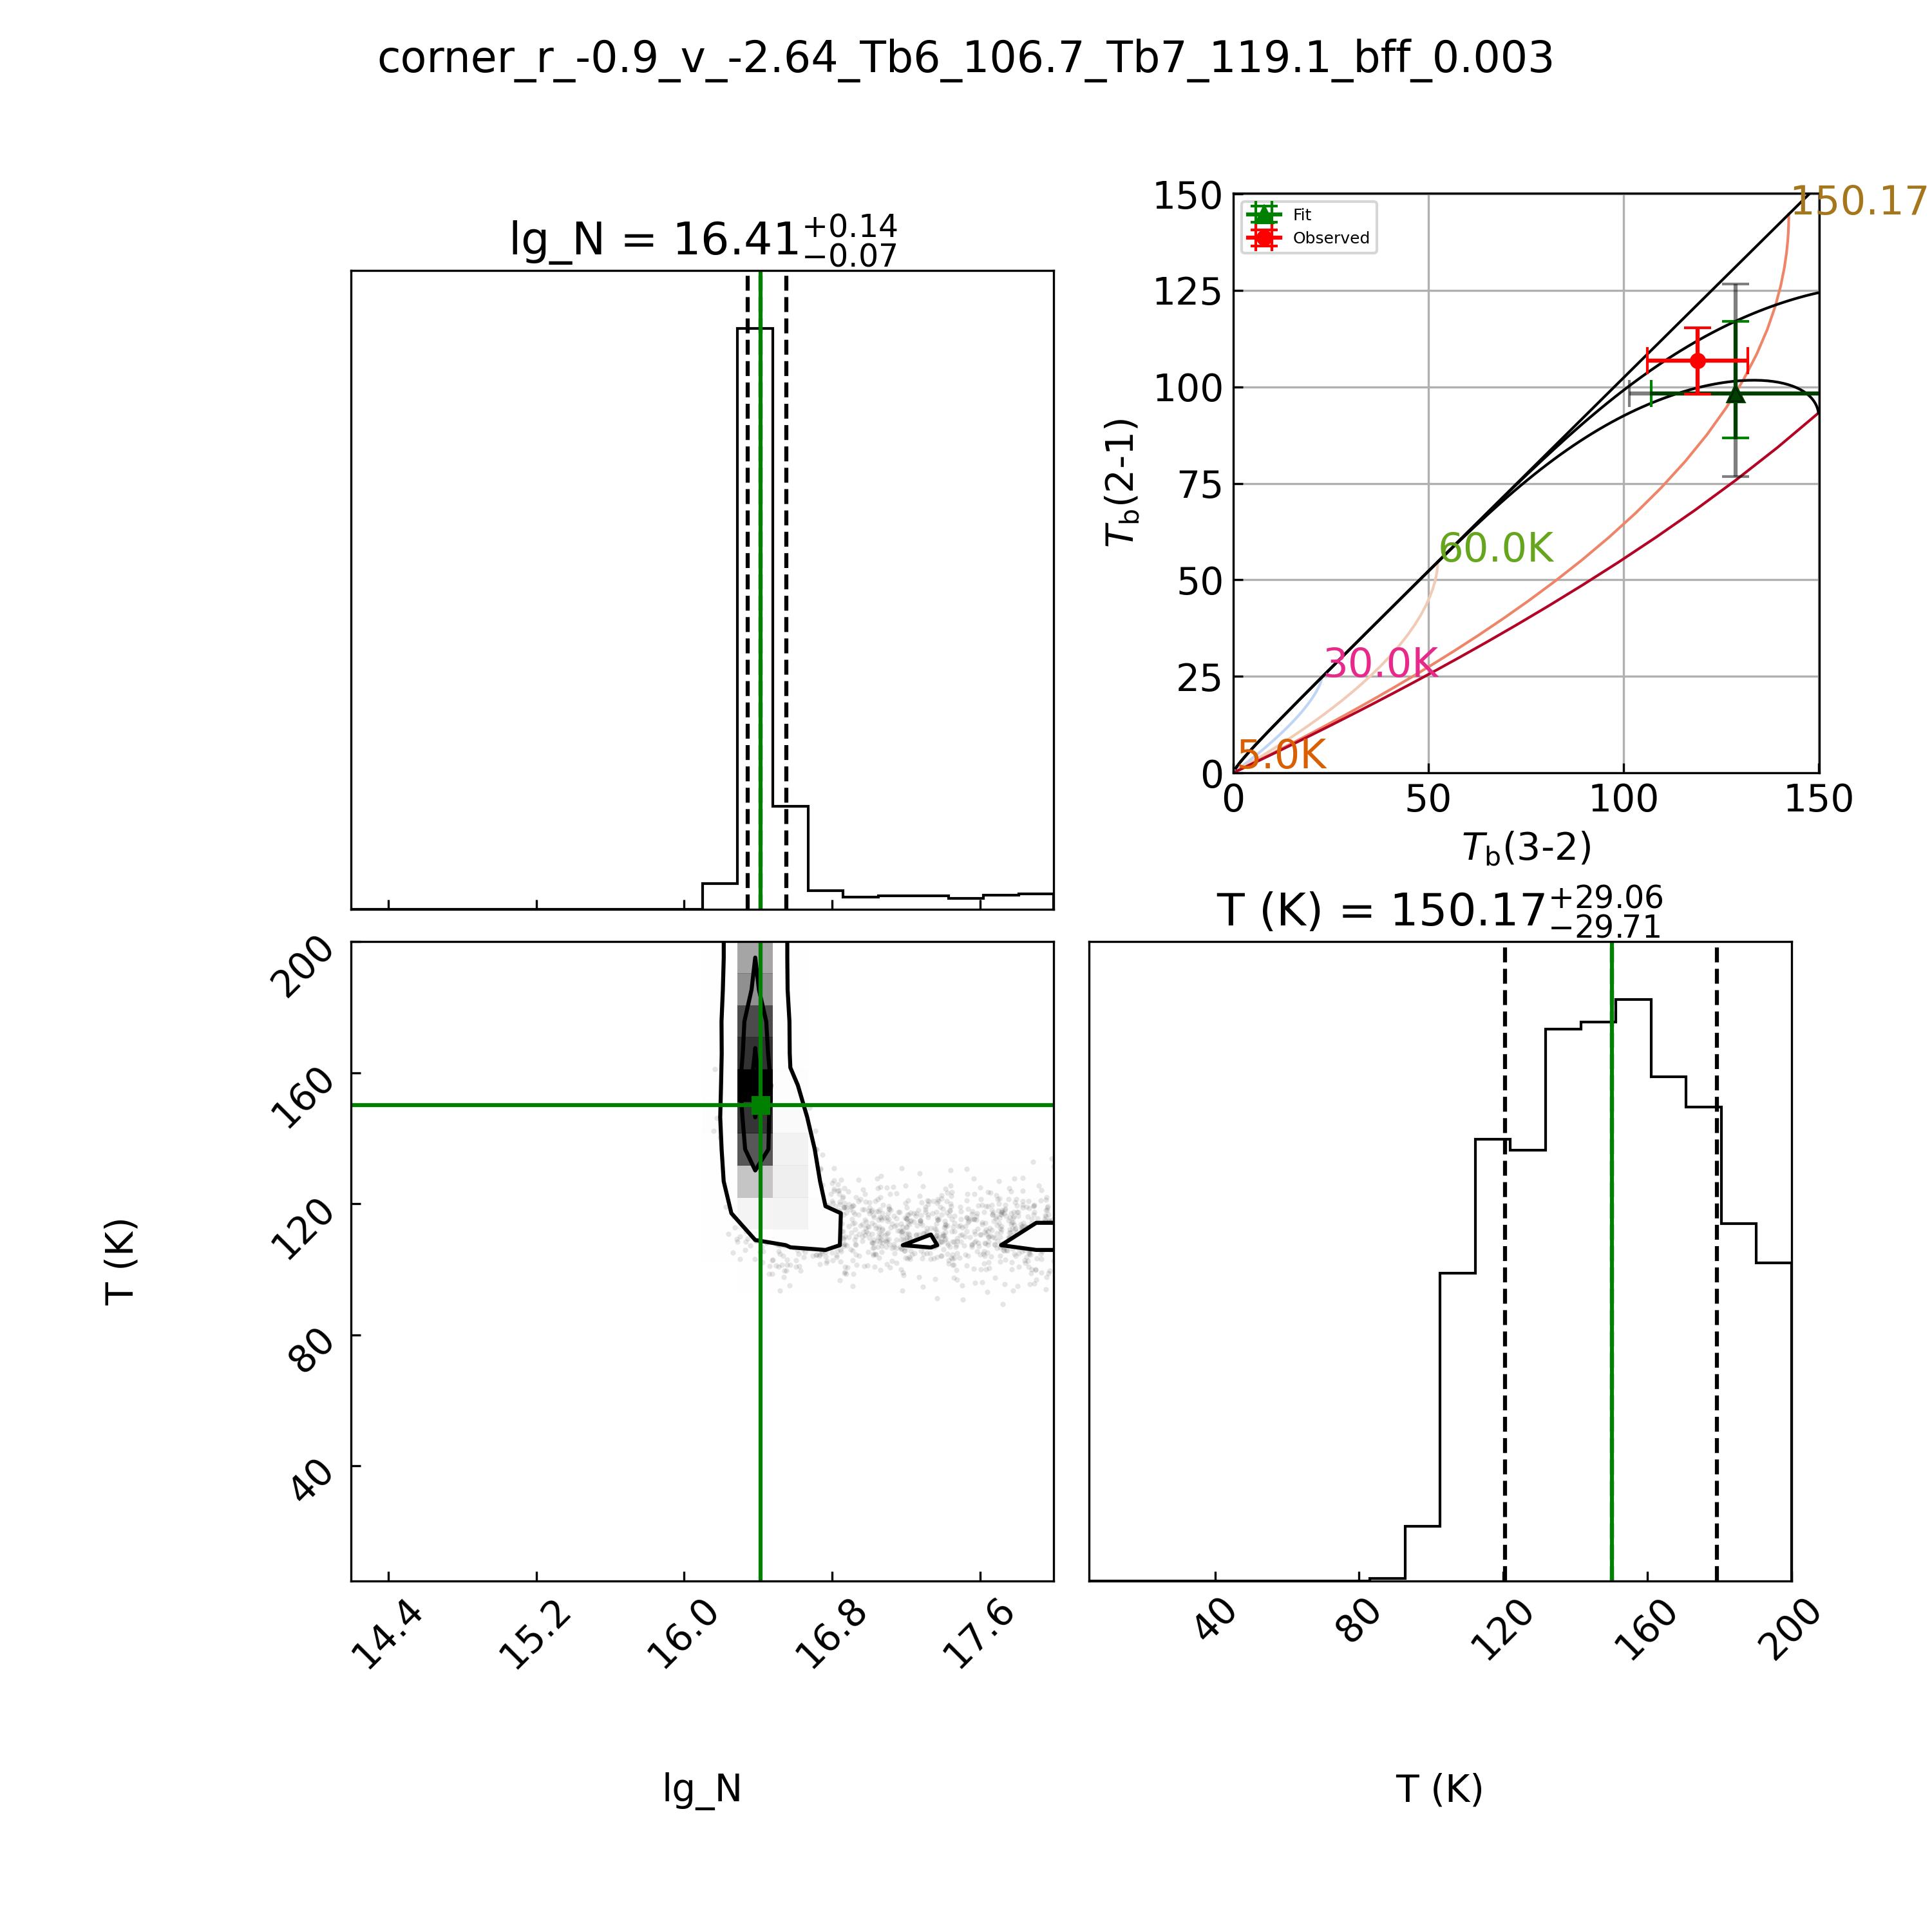 corner_r_-0.9_v_-2.64_Tb6_106.7_Tb7_119.1_bff_0.003
lg_N = 16.41+0.14−0.07
150
125
100
75
50
25
0
Tb(2-1)
Fit
Observed
150.17
60.0K
30.0K
5.0K
0
50
100
150
Tb(3-2)
T (K) = 150.17+29.06−29.71
200
160
120
80
40
T (K)
14.4
15.2
16.0
16.8
17.6
lg_N
40
80
120
160
200
T (K)